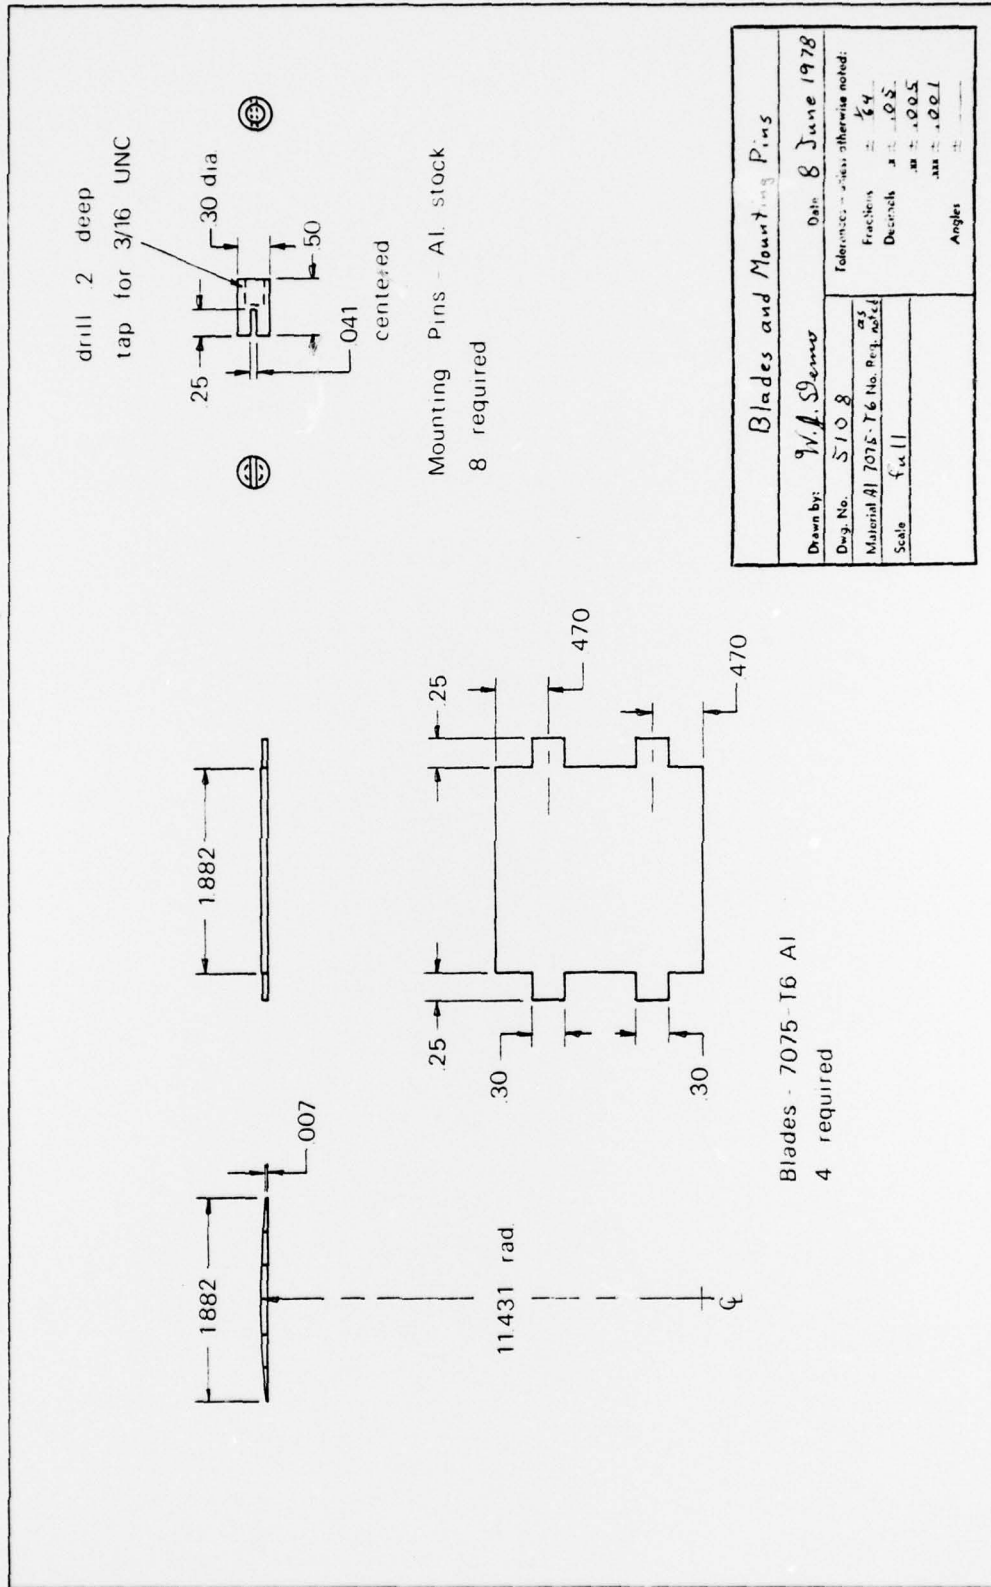 1.882
.007
11.431 rad.
℄
1.882
.25
.25
.30
.30
.470
.470
Blades - 7075-T6 Al
4 required
drill .2 deep
tap for 3/16 UNC
.25
.30 dia.
.50
.041
centered
Mounting Pins - Al. stock
8 required
Blades and Mounting Pins
Drawn by:
Date 8 June 1978
Dwg. No. 5108
Material Al 7075-T6 No. Req. as noted
Scale full
Tolerances - unless otherwise noted:
Fractions ± 1/64
Decimals .x ± .05
.xx ± .005
.xxx ± .001
Angles ±